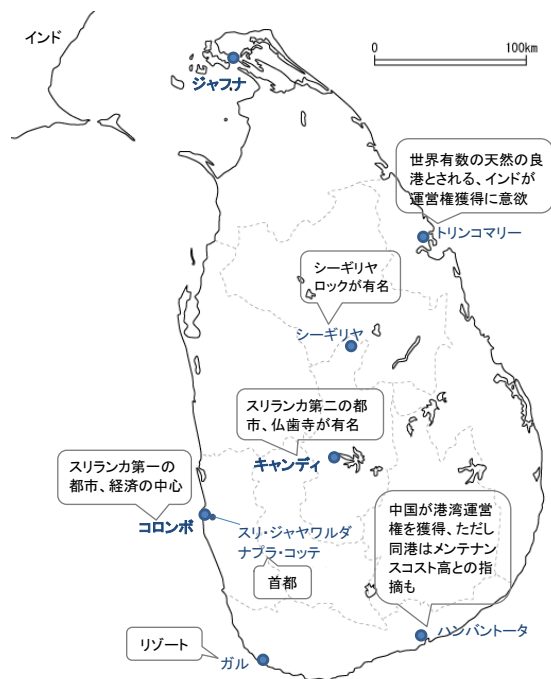 インド
0
100km
ジャフナ
世界有数の天然の良
港とされる、インドが
運営権獲得に意欲
トリンコマリー
シーギリヤ
ロックが有名
シーギリヤ
スリランカ第二の都
市、仏歯寺が有名
キャンディ
スリランカ第一の
都市、経済の中心
コロンボ
スリ・ジャヤワルダ
ナプラ・コッテ
首都
中国が港湾運営
権を獲得、ただし
同港はメンテナン
スコスト高との指
摘も
ハンバントータ
リゾート
ガル